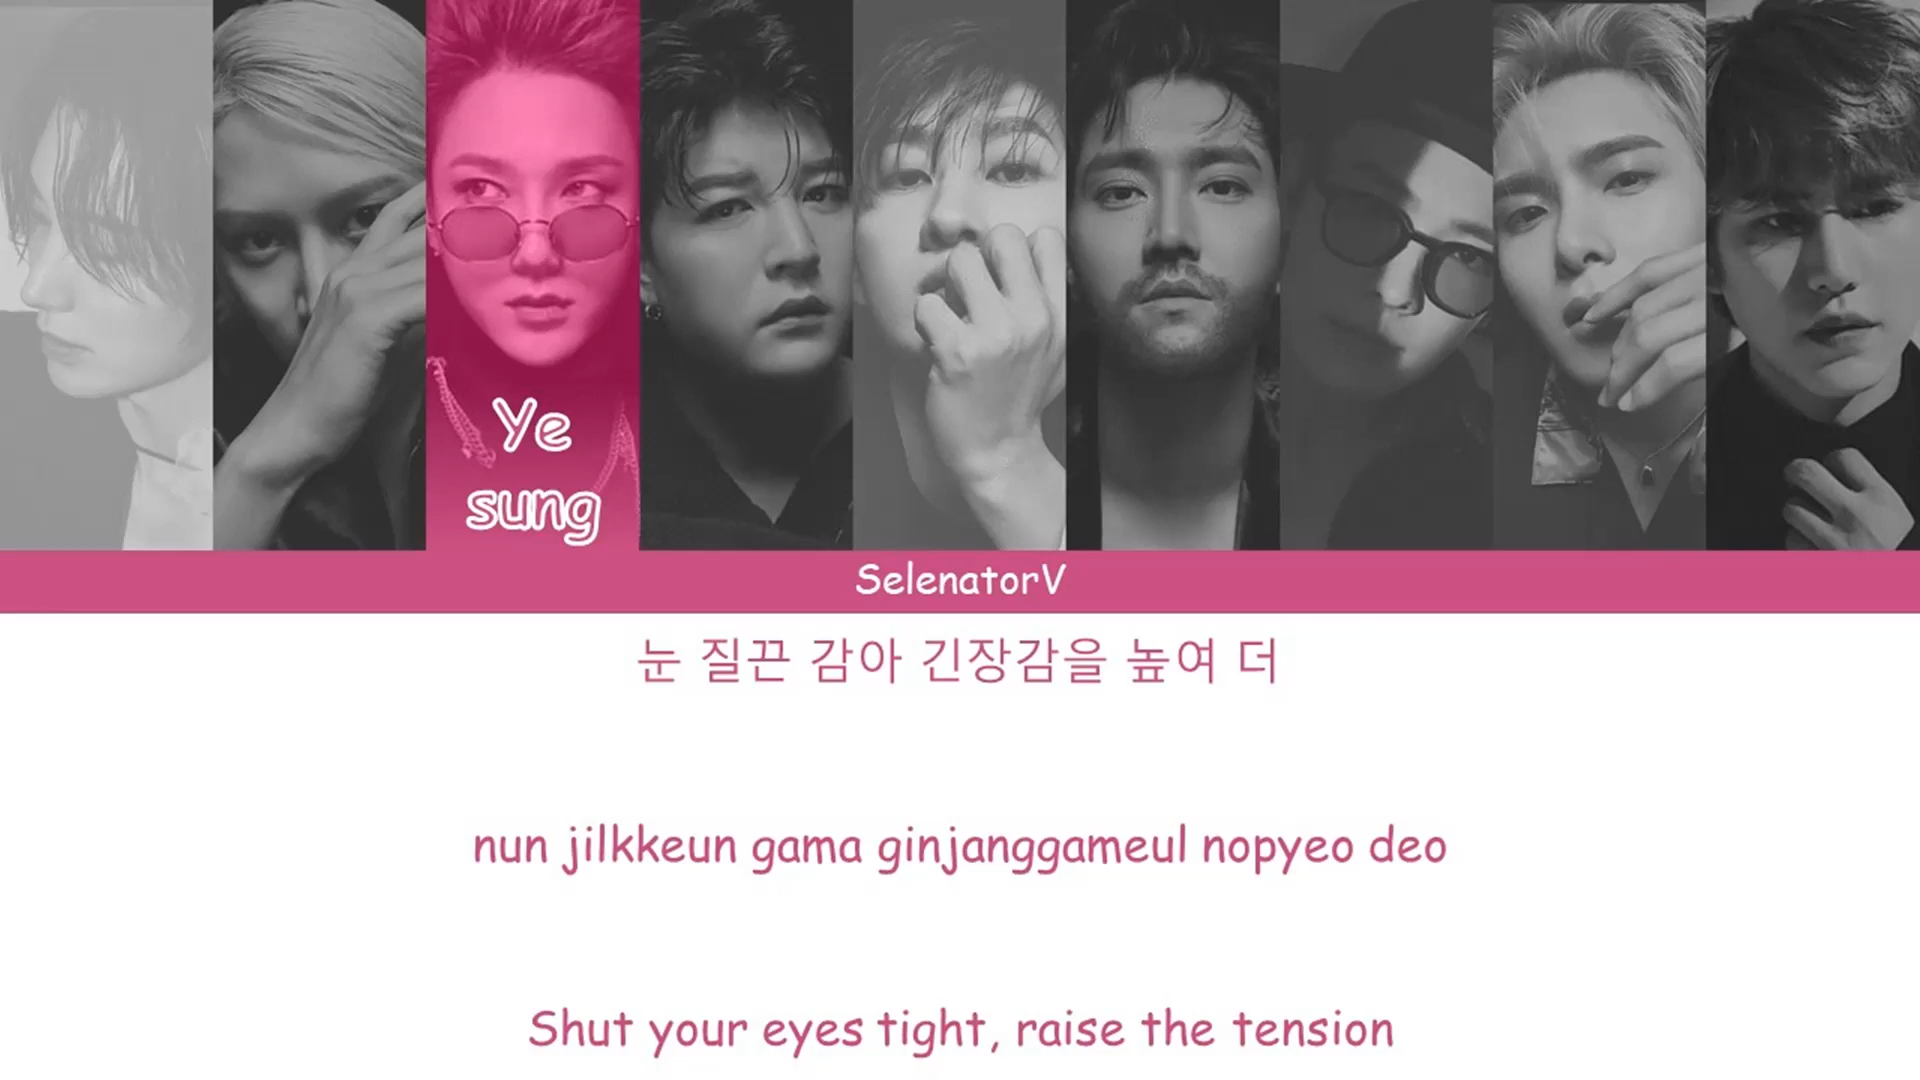 Ye
sung
SelenatorV
눈 질끈 감아 긴장감을 높여 더
nun jilkkeun gama ginjanggameul nopyeo deo
Shut your eyes tight, raise the tension